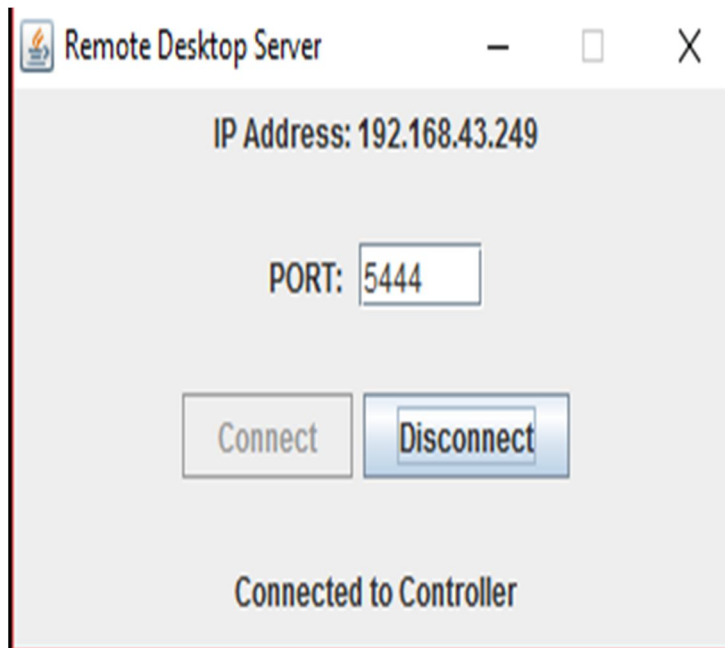 Remote Desktop Server
IP Address: 192.168.43.249
PORT: 5444
Connect Disconnect
Connected to Controller